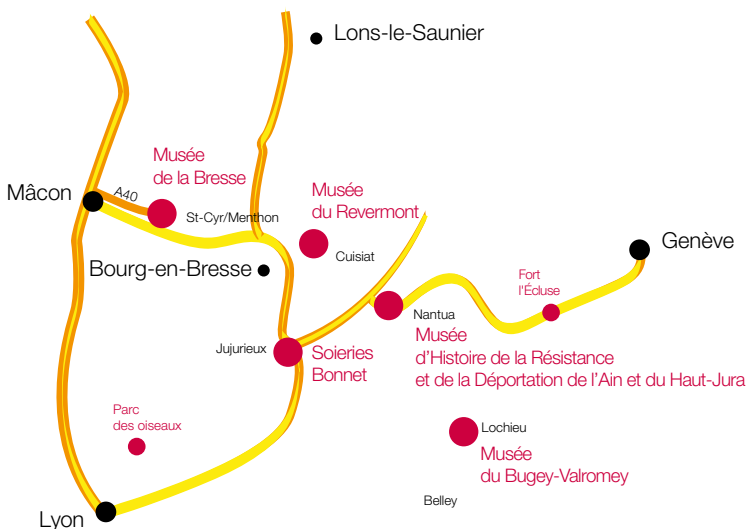 Lons-le-Saunier
Musée
de la Bresse
Mâcon
A40
St-Cyr/Menthon
Musée
du Revermont
Cuisiat
Genève
Bourg-en-Bresse
Fort
l'Écluse
Nantua
Musée
d'Histoire de la Résistance
et de la Déportation de l'Ain et du Haut-Jura
Jujurieux
Soieries
Bonnet
Parc
des oiseaux
Lochieu
Musée
du Bugey-Valromey
Belley
Lyon